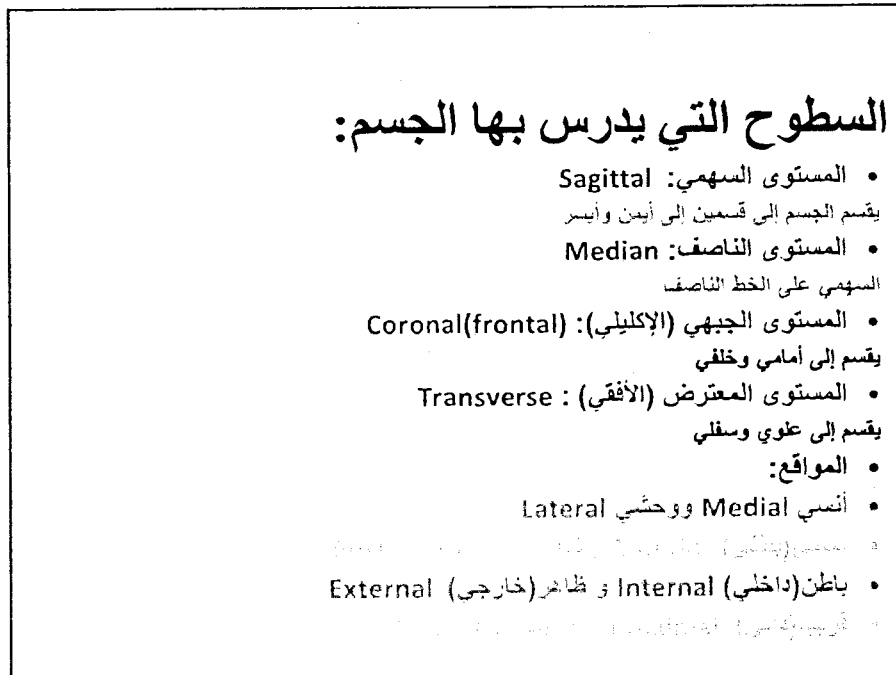 السطوح التي يدرس بها الجسم:
• المستوى السهمي: Sagittal
يقسم الجسم إلى قسمين إلى أيمن وأيسر
• المستوى الناصف: Median
السهمي على الخط الناصف
• المستوى الجبهي (الإكليلي): Coronal(frontal)
يقسم إلى أمامي وخلفي
• المستوى المعترض (الأفقي) : Transverse
يقسم إلى علوي وسفلي
• المواقع:
• أنسي Medial ووحشي Lateral
• باطن(داخلي) Internal و ظاهر(خارجي) External